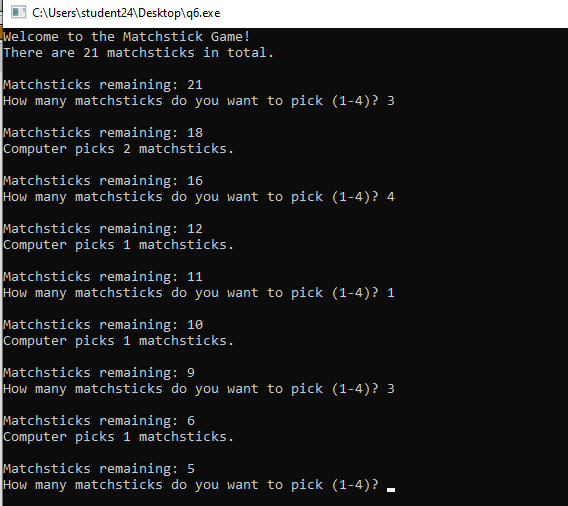 C:\Users\student24\Desktop\q6.exe
Welcome to the Matchstick Game!
There are 21 matchsticks in total.
Matchsticks remaining: 21
How many matchsticks do you want to pick (1-4)? 3
Matchsticks remaining: 18
Computer picks 2 matchsticks.
Matchsticks remaining: 16
How many matchsticks do you want to pick (1-4)? 4
Matchsticks remaining: 12
Computer picks 1 matchsticks.
Matchsticks remaining: 11
How many matchsticks do you want to pick (1-4)? 1
Matchsticks remaining: 10
Computer picks 1 matchsticks.
Matchsticks remaining: 9
How many matchsticks do you want to pick (1-4)? 3
Matchsticks remaining: 6
Computer picks 1 matchsticks.
Matchsticks remaining: 5
How many matchsticks do you want to pick (1-4)?